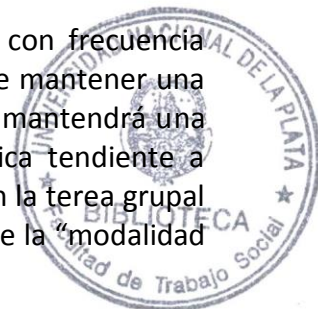 con frecuencia
e mantener una
mantendrá una
ica tendiente a
n la terea grupal
e la “modalidad
UNIVERSIDAD NACIONAL DE LA PLATA
BIBLIOTECA
Facultad de Trabajo Social